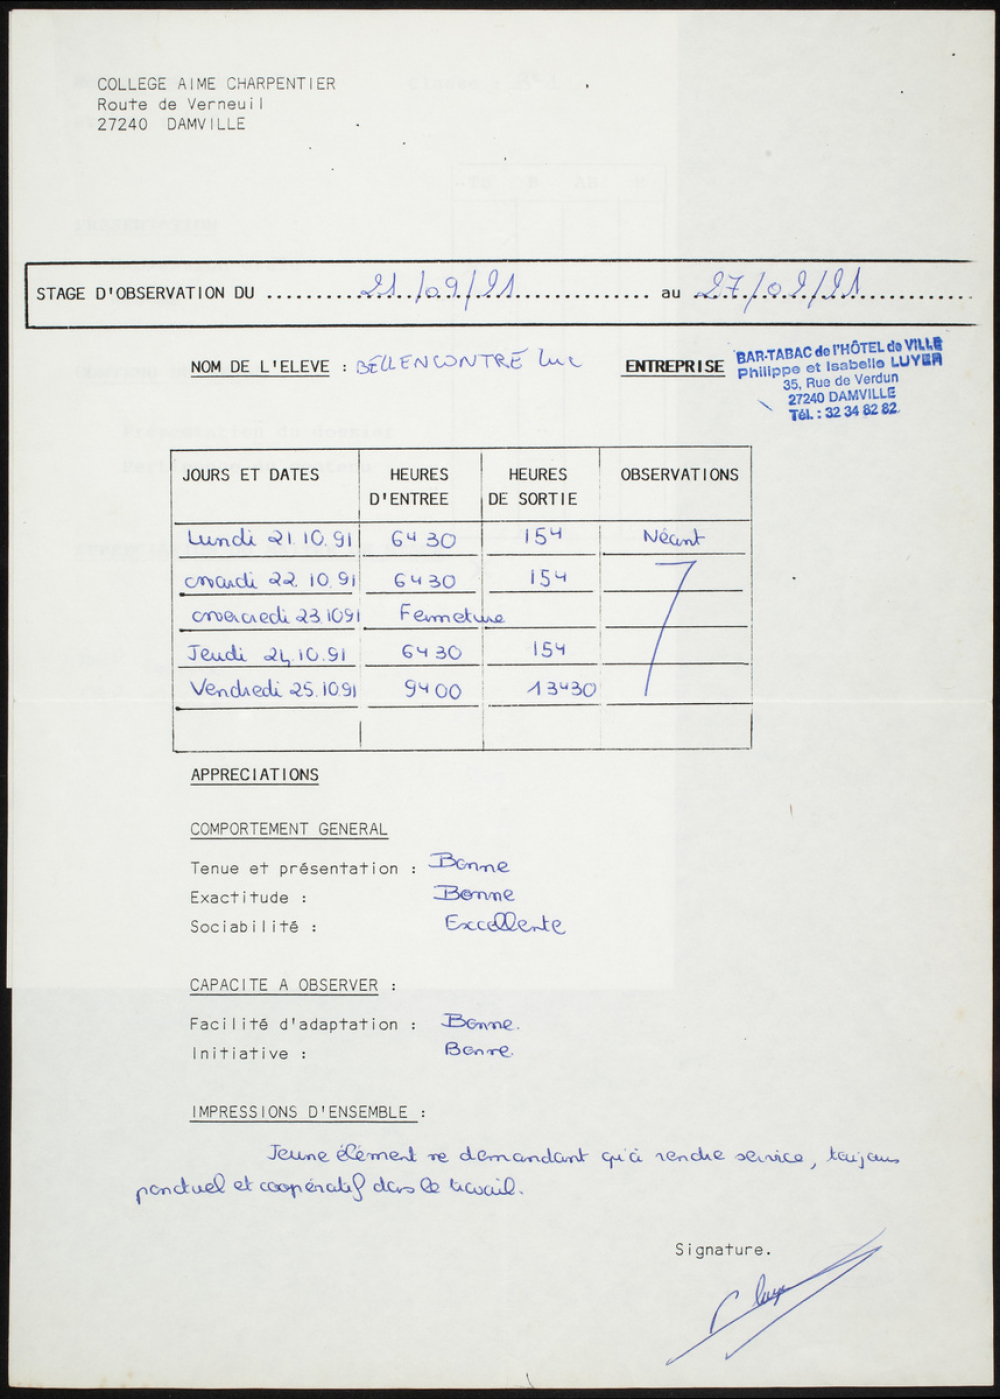 COLLEGE AIME CHARPENTIER
Route de Verneuil
27240 DAMVILLE
STAGE D'OBSERVATION DU ..........21/09/91.................. au 27/09/91..............
NOM DE L'ELEVE : BELLENCONTRE Luc
ENTREPRISE
BAR-TABAC de l'HÔTEL de VILLE
Philippe et Isabelle LUYER
35, Rue de Verdun
27240 DAMVILLE
Tél. : 32 34 82 82
JOURS ET DATES HEURES D'ENTREE HEURES DE SORTIE OBSERVATIONS
Lundi 21.10.91 6H30 15H Néant
mardi 22.10.91 6H30 15H
mercredi 23.10 91 Fermeture
Jeudi 24.10.91 6H30 15H
Vendredi 25.10.91 9H00 13H30
APPRECIATIONS
COMPORTEMENT GENERAL
Tenue et présentation : Bonne
Exactitude : Bonne
Sociabilité : Excellente
CAPACITE A OBSERVER :
Facilité d'adaptation : Bonne.
Initiative : Bonne.
IMPRESSIONS D'ENSEMBLE :
Jeune élément ne demandant qu'à rendre service, toujours
ponctuel et coopératif dans le travail.
Signature.